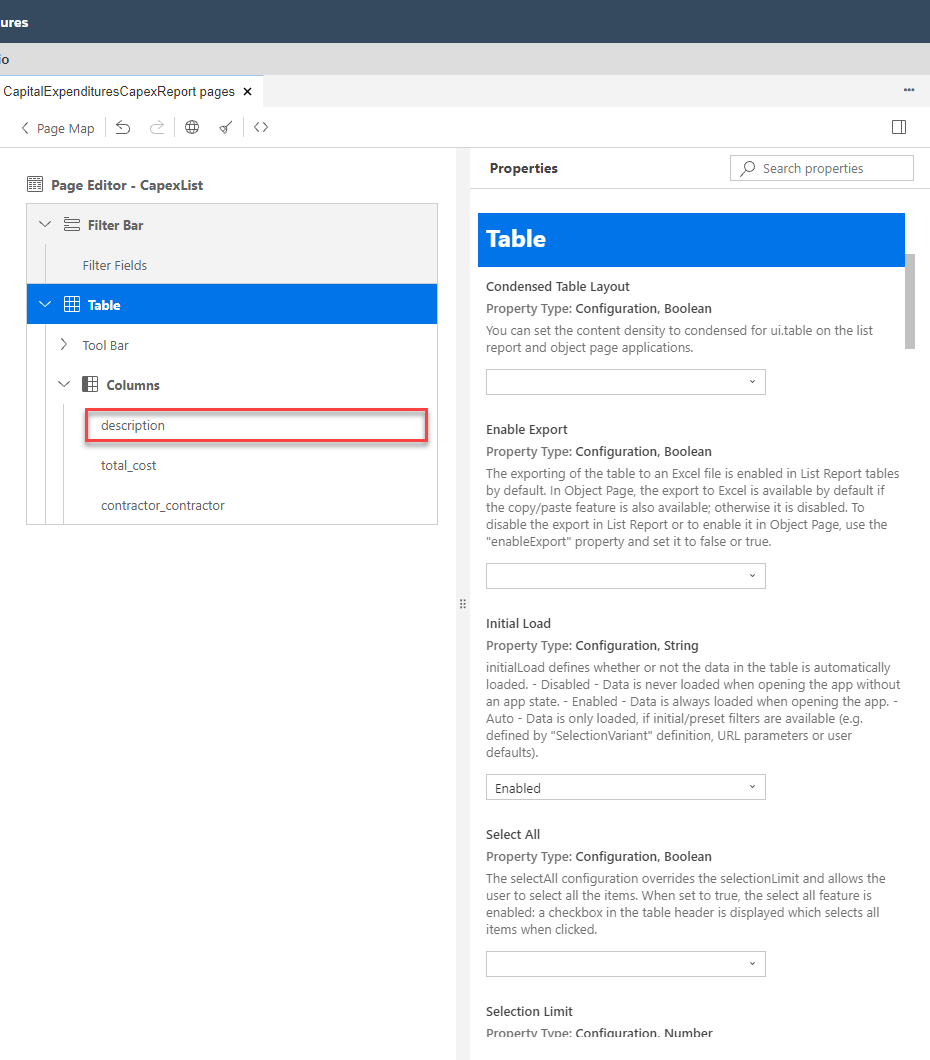 ures
io
CapitalExpendituresCapexReport pages
Page Map
Page Editor - CapexList
Filter Bar
Filter Fields
Table
Tool Bar
Columns
description
total_cost
contractor_contractor
Properties
Search properties
Table
Condensed Table Layout
Property Type: Configuration, Boolean
You can set the content density to condensed for ui.table on the list
report and object page applications.
Enable Export
Property Type: Configuration, Boolean
The exporting of the table to an Excel file is enabled in List Report tables
by default. In Object Page, the export to Excel is available by default if
the copy/paste feature is also available; otherwise it is disabled. To
disable the export in List Report or to enable it in Object Page, use the
"enableExport" property and set it to false or true.
Initial Load
Property Type: Configuration, String
initialLoad defines whether or not the data in the table is automatically
loaded. - Disabled - Data is never loaded when opening the app without
an app state. - Enabled - Data is always loaded when opening the app. -
Auto - Data is only loaded, if initial/preset filters are available (e.g.
defined by "SelectionVariant" definition, URL parameters or user
defaults).
Enabled
Select All
Property Type: Configuration, Boolean
The selectAll configuration overrides the selectionLimit and allows the
user to select all the items. When set to true, the select all feature is
enabled: a checkbox in the table header is displayed which selects all
items when clicked.
Selection Limit
Property Type: Configuration, Number